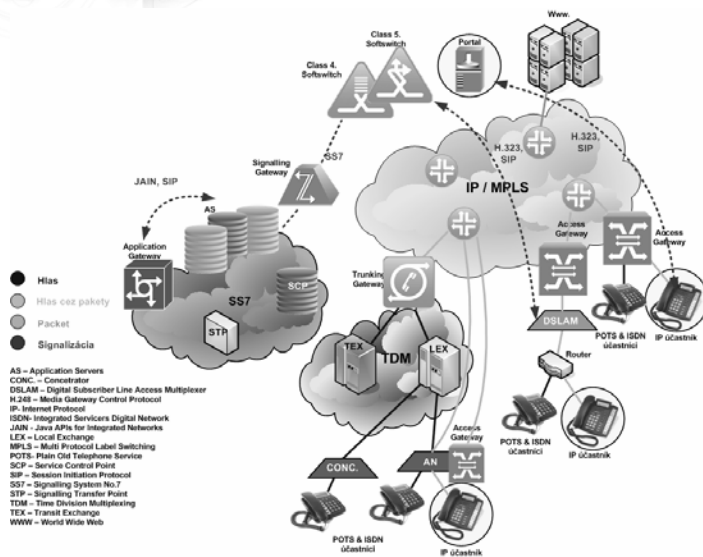 Www.
Class 5.
Softswitch
Portal
Class 4.
Softswitch
H.323,
SIP
H.323,
SIP
SS7
Signalling
Gateway
IP / MPLS
JAIN, SIP
AS
Access
Gateway
Access
Gateway
Application
Gateway
Trunking
Gateway
SCP
SS7
STP
Hlas
Hlas cez pakety
Packet
Signalizácia
POTS & ISDN
účastníci
IP účastník
DSLAM
Router
TEX
LEX
TDM
POTS & ISDN
účastníci
IP účastník
Access
Gateway
CONC.
AN
POTS & ISDN
účastníci
IP účastník
AS – Application Servers
CONC. – Concetrator
DSLAM – Digital Subscriber Line Access Multiplexer
H.248 – Media Gateway Control Protocol
IP- Internet Protocol
ISDN- Integrated Services Digital Network
JAIN - Java APIs for Integrated Networks
LEX – Local Exchange
MPLS – Multi Protocol Label Switching
POTS- Plain Old Telephone Service
SCP – Service Control Point
SIP – Session Initiation Protocol
SS7 – Signalling System No.7
STP – Signalling Transfer Point
TDM – Time Division Multiplexing
TEX – Transit Exchange
WWW – World Wide Web